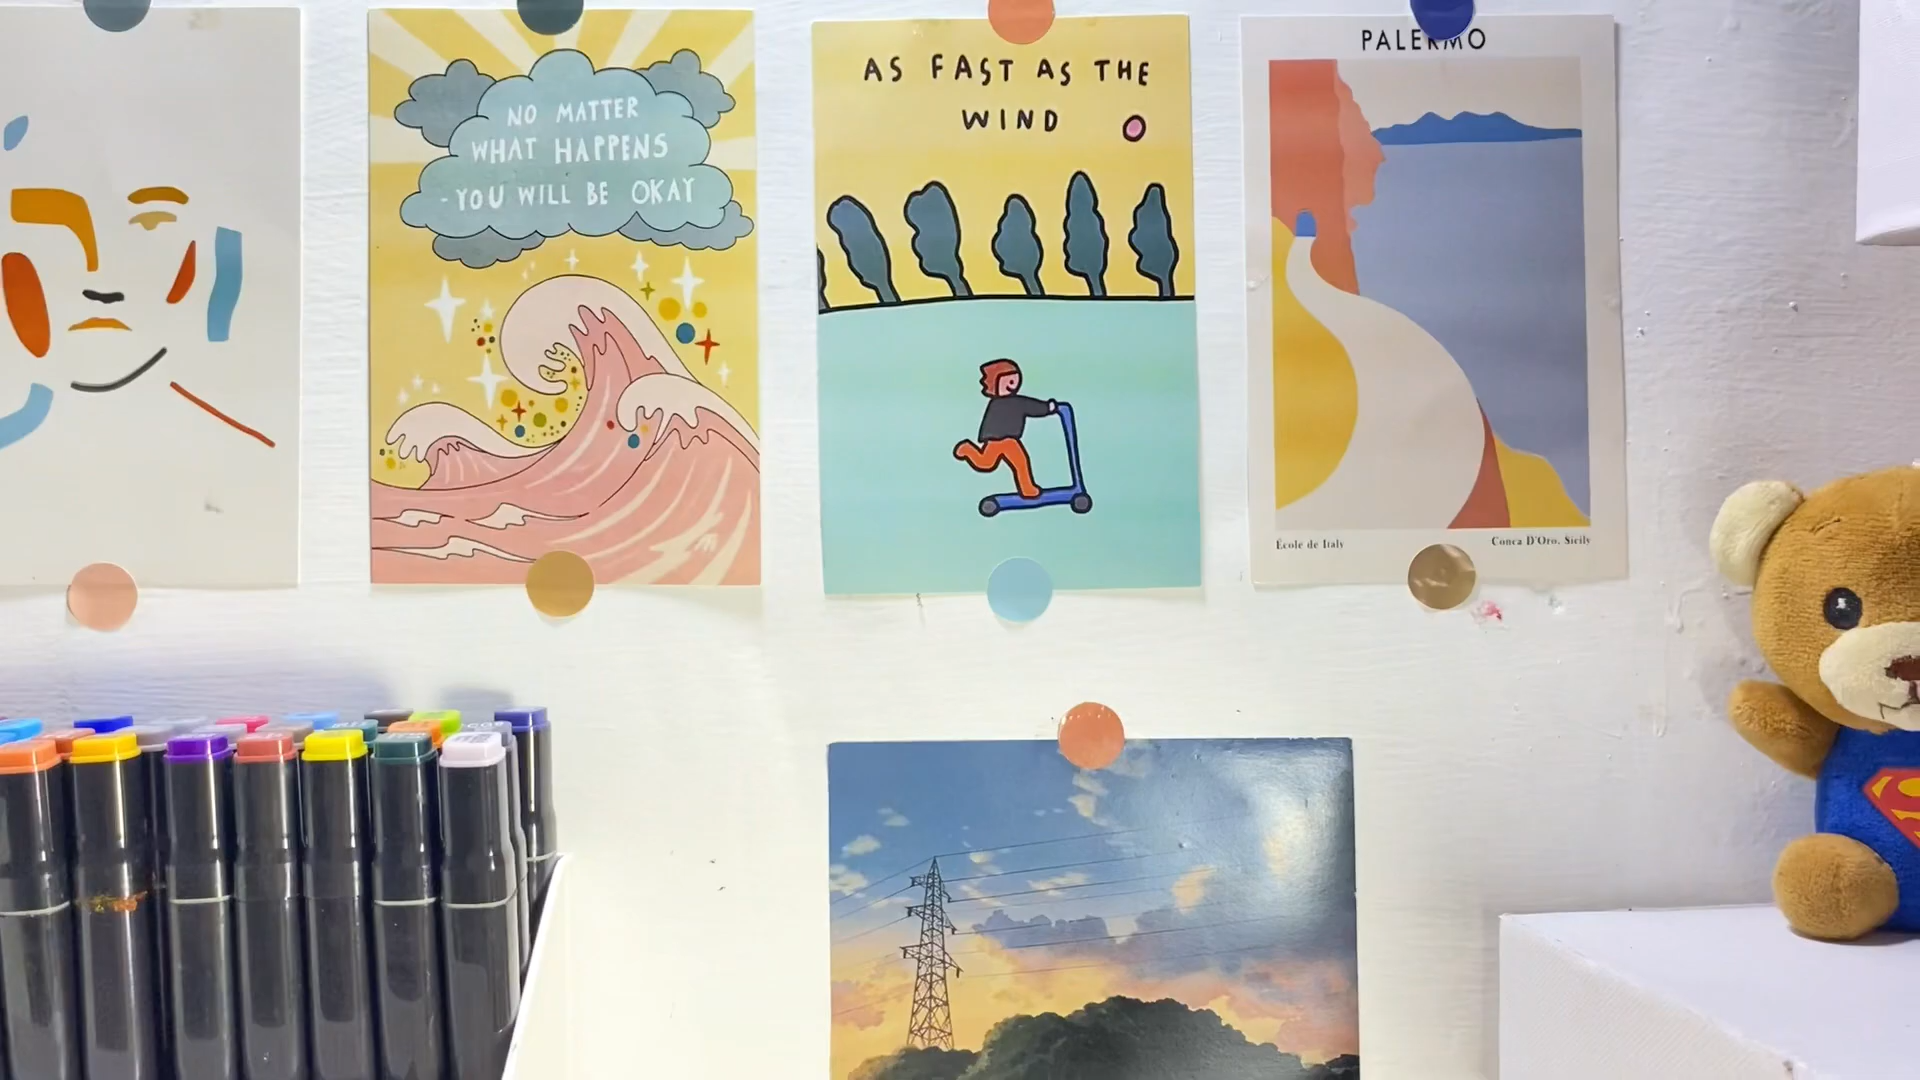 NO MATTER
WHAT HAPPENS
-YOU WILL BE OKAY
AS FAST AS THE
WIND
PALERMO
École de Italy
Conca D'Oro, Sicily